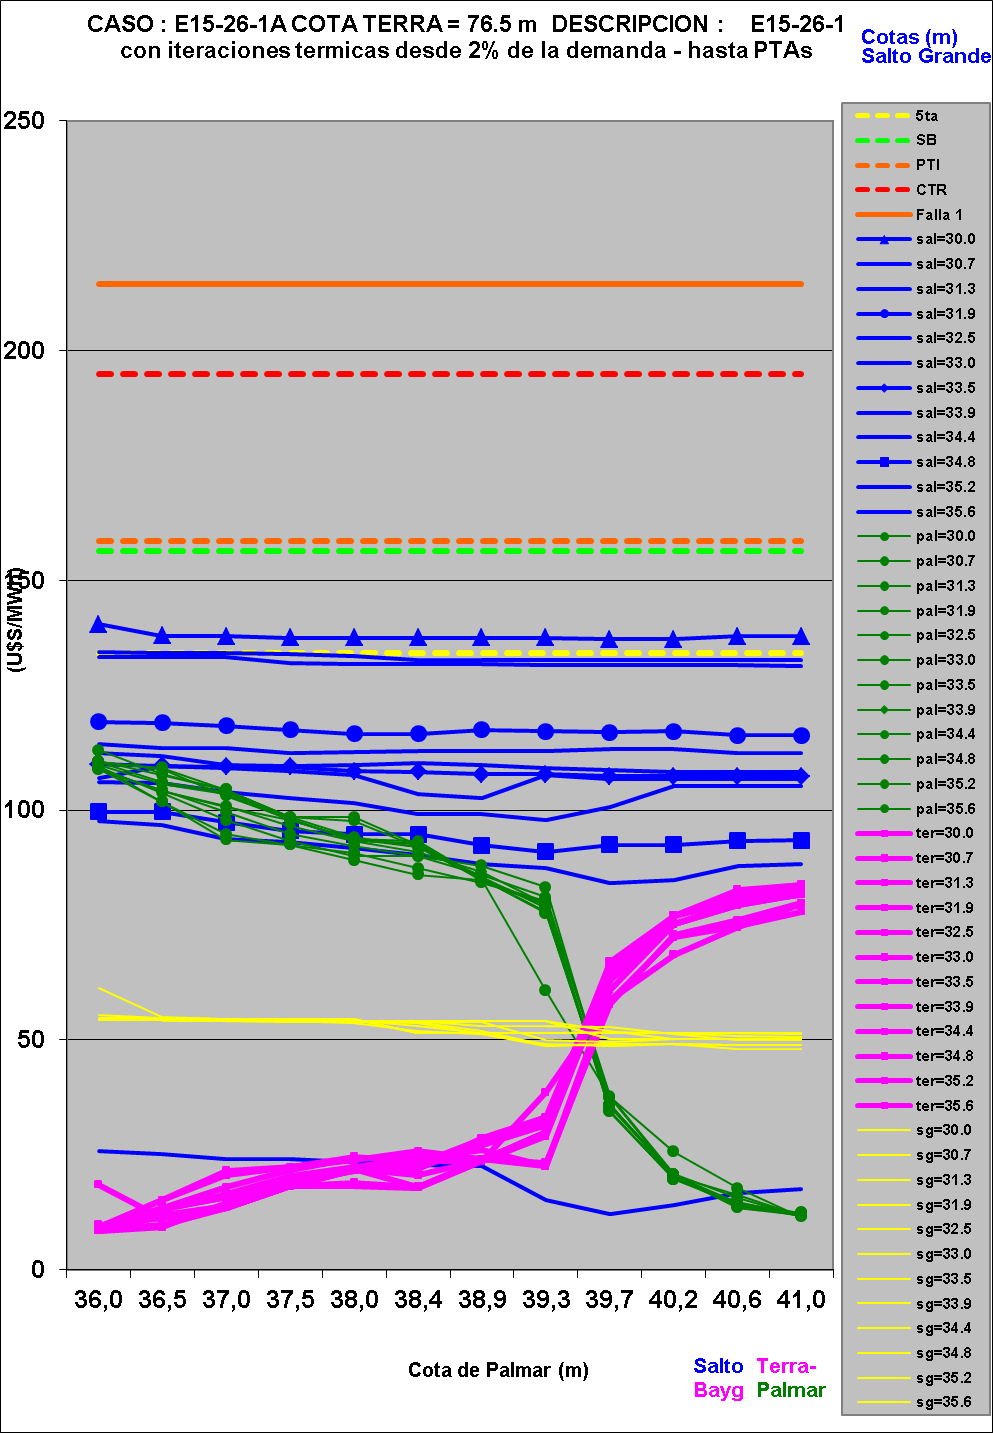 CASO : E15-26-1A COTA TERRA = 76.5 m  DESCRIPCION :    E15-26-1
con iteraciones termicas desde 2% de la demanda - hasta PTAs
Cotas (m)
Salto Grande
250
200
150
100
50
0
(U$S/MWh)
36,0 36,5 37,0 37,5 38,0 38,4 38,9 39,3 39,7 40,2 40,6 41,0
Cota de Palmar (m)
Salto Terra-
Bayg Palmar
5ta
SB
PTI
CTR
Falla 1
sal=30.0
sal=30.7
sal=31.3
sal=31.9
sal=32.5
sal=33.0
sal=33.5
sal=33.9
sal=34.4
sal=34.8
sal=35.2
sal=35.6
pal=30.0
pal=30.7
pal=31.3
pal=31.9
pal=32.5
pal=33.0
pal=33.5
pal=33.9
pal=34.4
pal=34.8
pal=35.2
pal=35.6
ter=30.0
ter=30.7
ter=31.3
ter=31.9
ter=32.5
ter=33.0
ter=33.5
ter=33.9
ter=34.4
ter=34.8
ter=35.2
ter=35.6
sg=30.0
sg=30.7
sg=31.3
sg=31.9
sg=32.5
sg=33.0
sg=33.5
sg=33.9
sg=34.4
sg=34.8
sg=35.2
sg=35.6